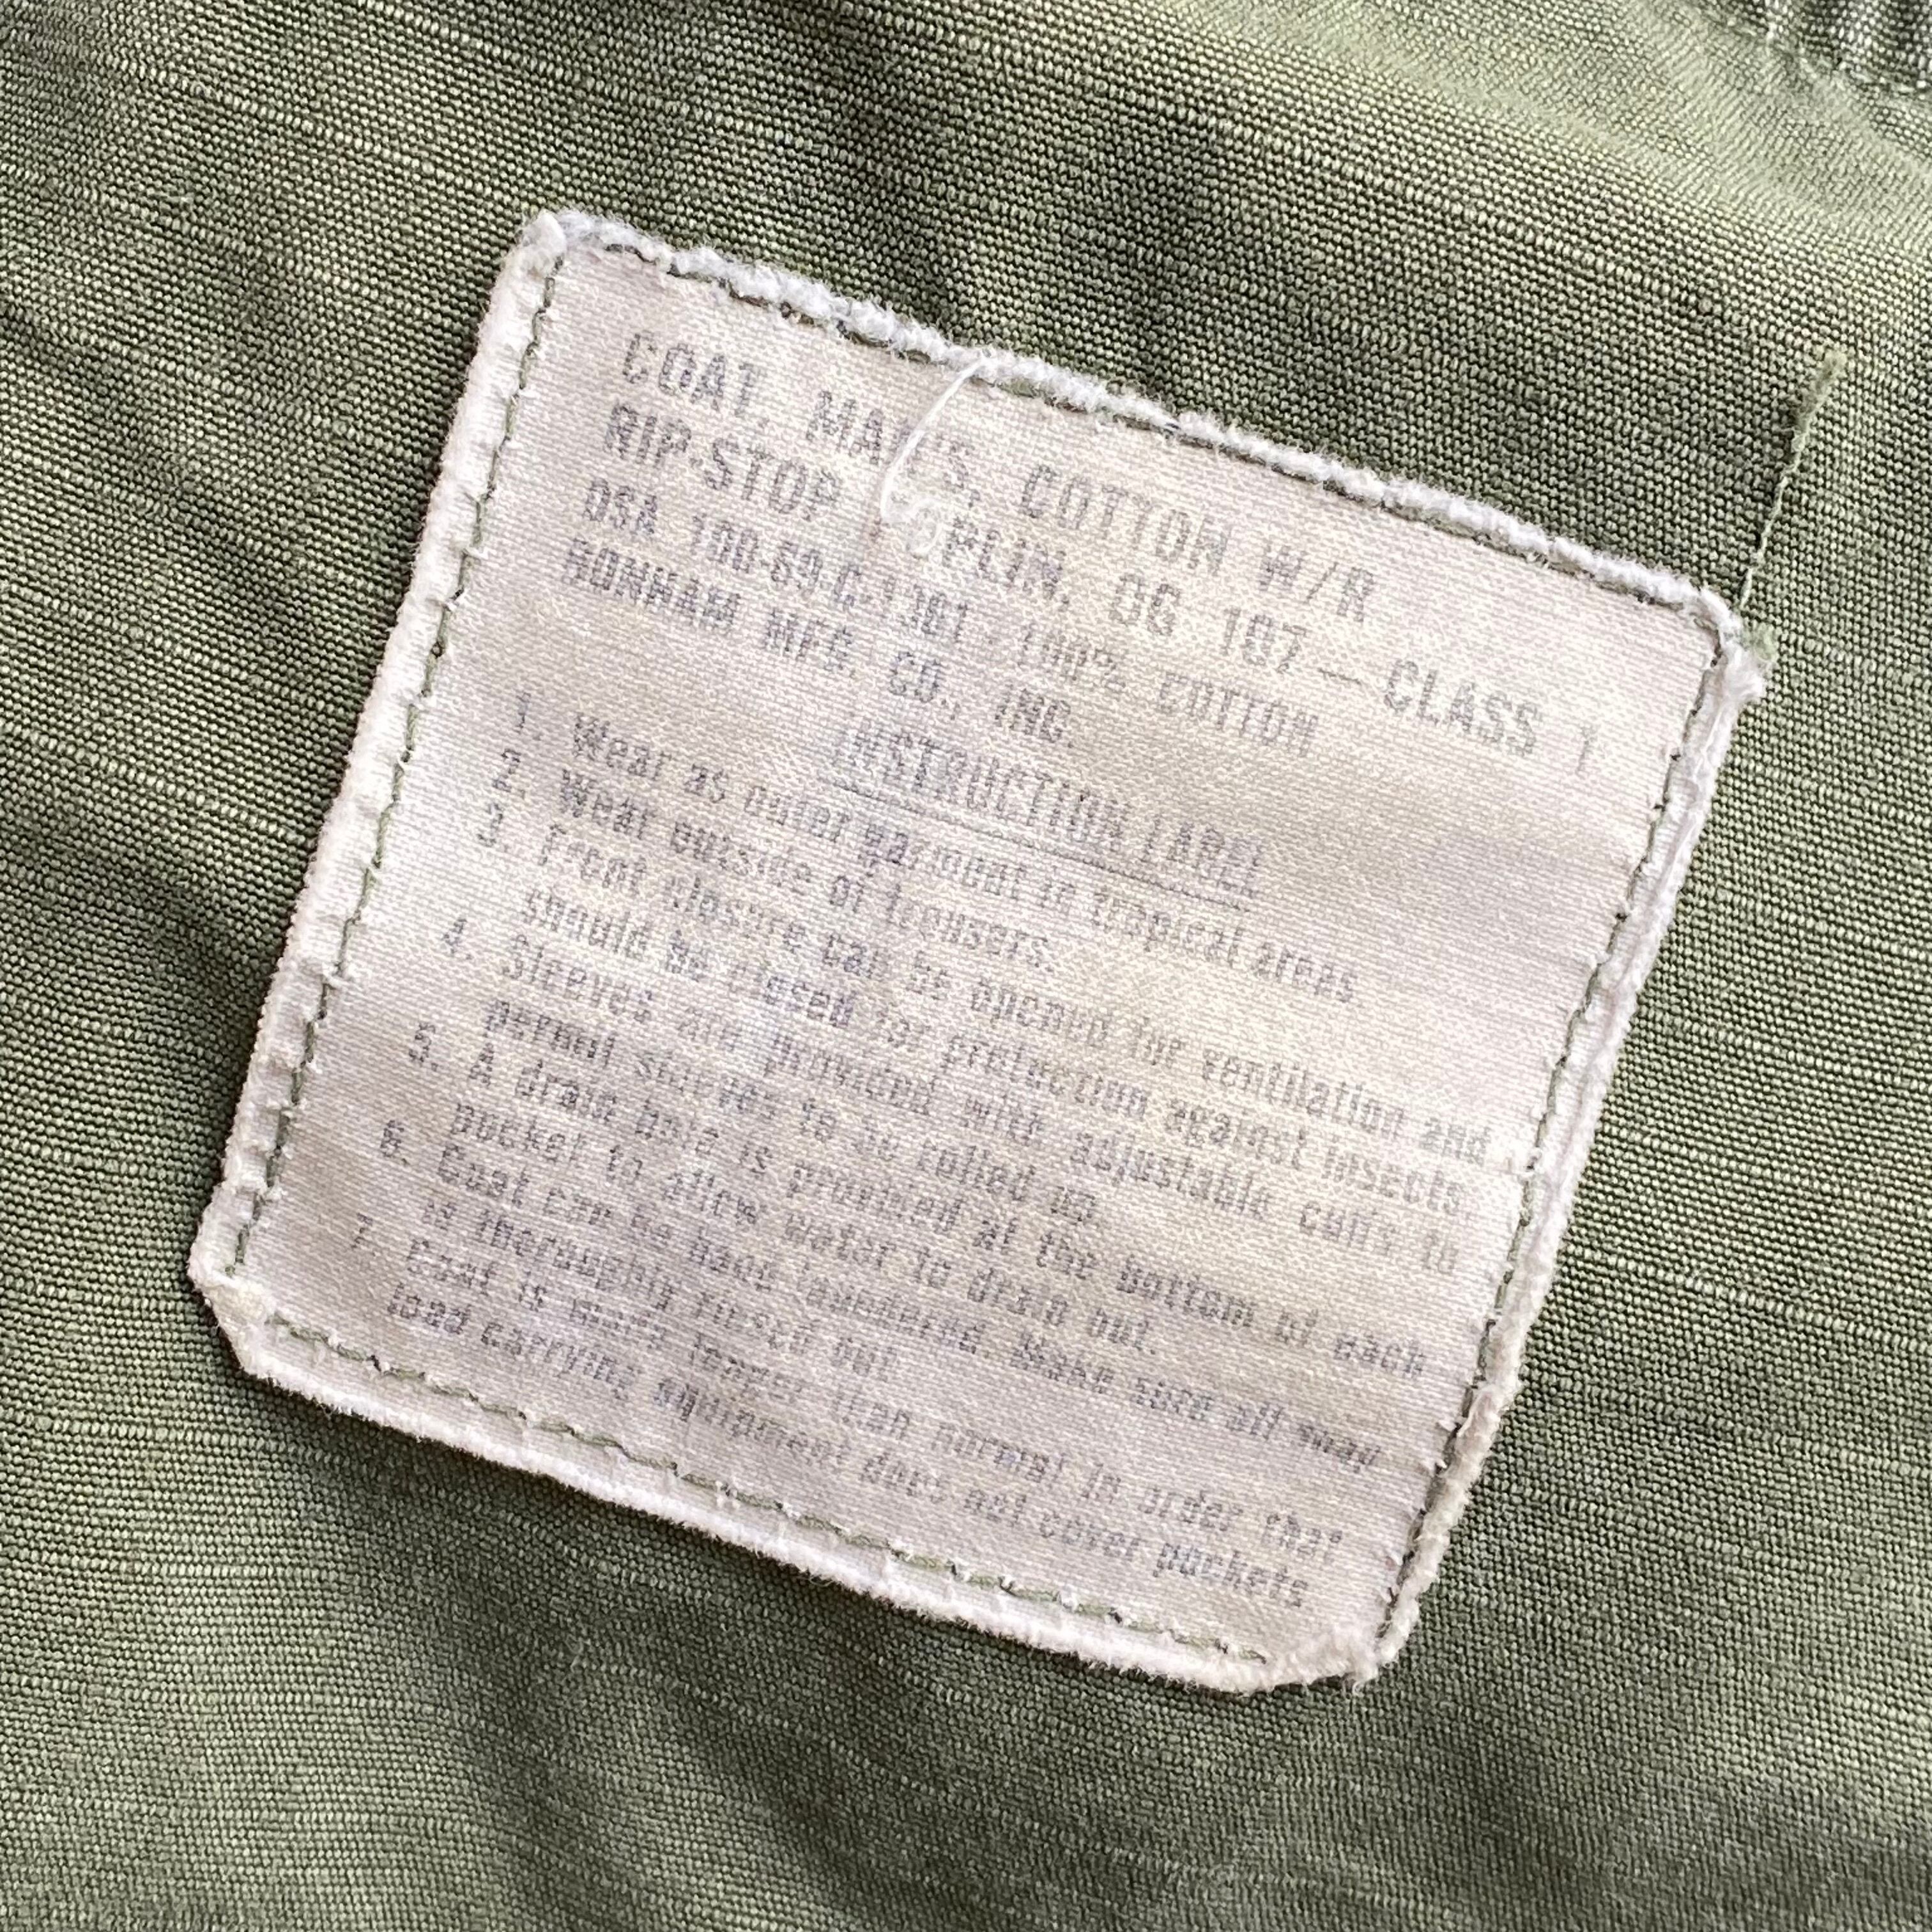 COAT, MAN'S, COTTON W/R
RIP-STOP POPLIN, OG 107 — CLASS 1
DSA 100-69-C-1381 - 100% COTTON
RONHAM MFG. CO., INC.
INSTRUCTION LABEL
1. Wear as outer garment in tropical areas.
2. Wear outside of trousers.
3. Front closure can be opened for ventilation and
should be closed for protection against insects.
4. Sleeves are provided with adjustable cuffs to
permit sleeves to be rolled up.
5. A drain hole is provided at the bottom of each
pocket to allow water to drain out.
6. Coat can be hand laundered. Make sure all soap
is thoroughly rinsed out.
7. Coat is worn longer than normal in order that
load carrying equipment does not cover pockets